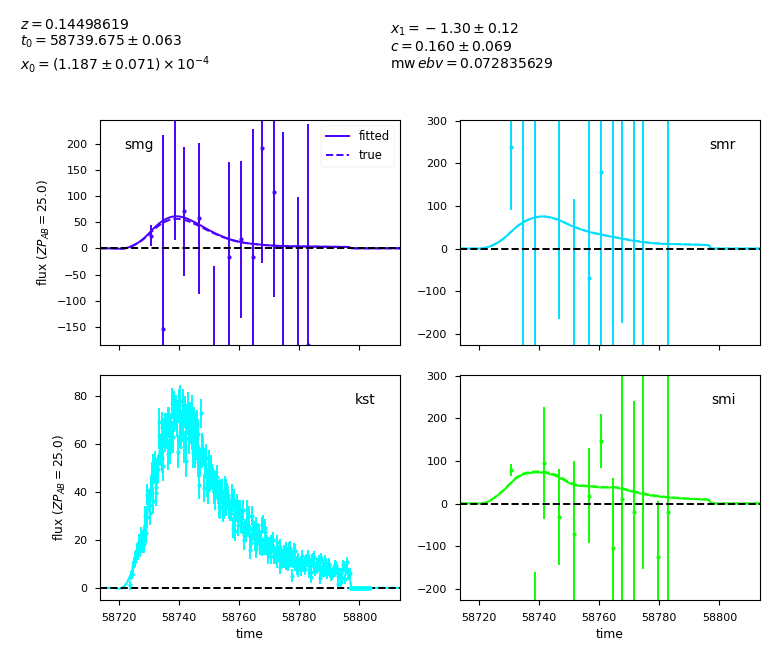 z = 0.14498619
t₀ = 58739.675 ± 0.063
x₀ = (1.187 ± 0.071) × 10⁻⁴
x₁ = −1.30 ± 0.12
c = 0.160 ± 0.069
mw ebv = 0.072835629
smg
fitted
true
200
150
100
50
0
−50
−100
−150
flux (ZP_AB = 25.0)
smr
300
200
100
0
−100
−200
kst
80
60
40
20
0
flux (ZP_AB = 25.0)
58720 58740 58760 58780 58800
time
smi
300
200
100
0
−100
−200
58720 58740 58760 58780 58800
time